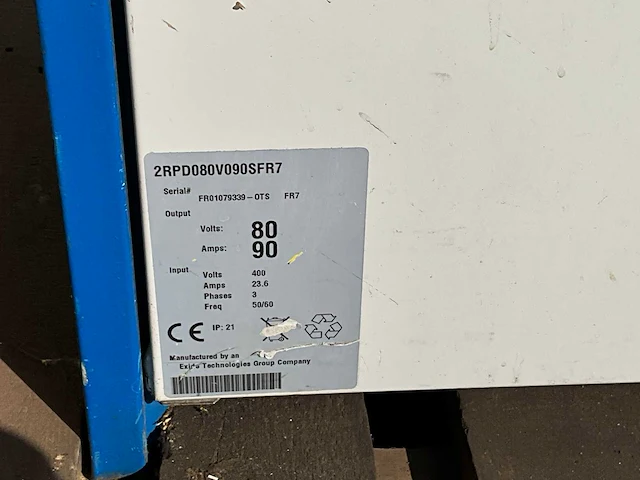 2RPD080V090SFR7
Serial#
FR01079339-OTS FR7
Output
Volts: 80
Amps: 90
Input
Volts 400
Amps 23.6
Phases 3
Freq 50/60
CE IP: 21
Manufactured by an
Technologies Group Company